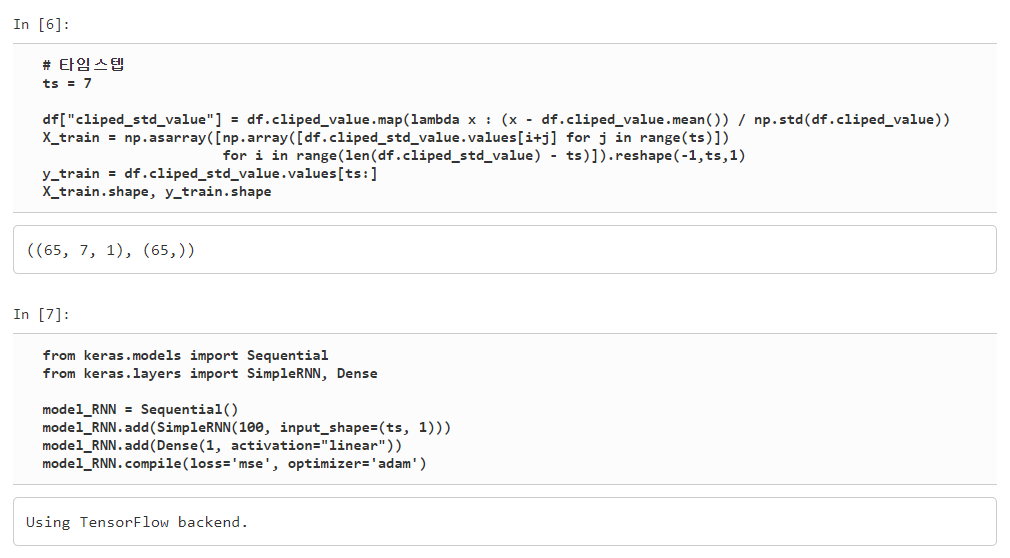 In [6]:
# 타임스텝
ts = 7
df["cliped_std_value"] = df.cliped_value.map(lambda x : (x - df.cliped_value.mean()) / np.std(df.cliped_value))
X_train = np.asarray([np.array([df.cliped_std_value.values[i+j] for j in range(ts)])
for i in range(len(df.cliped_std_value) - ts)]).reshape(-1,ts,1)
y_train = df.cliped_std_value.values[ts:]
X_train.shape, y_train.shape
((65, 7, 1), (65,))
In [7]:
from keras.models import Sequential
from keras.layers import SimpleRNN, Dense
model_RNN = Sequential()
model_RNN.add(SimpleRNN(100, input_shape=(ts, 1)))
model_RNN.add(Dense(1, activation="linear"))
model_RNN.compile(loss='mse', optimizer='adam')
Using TensorFlow backend.